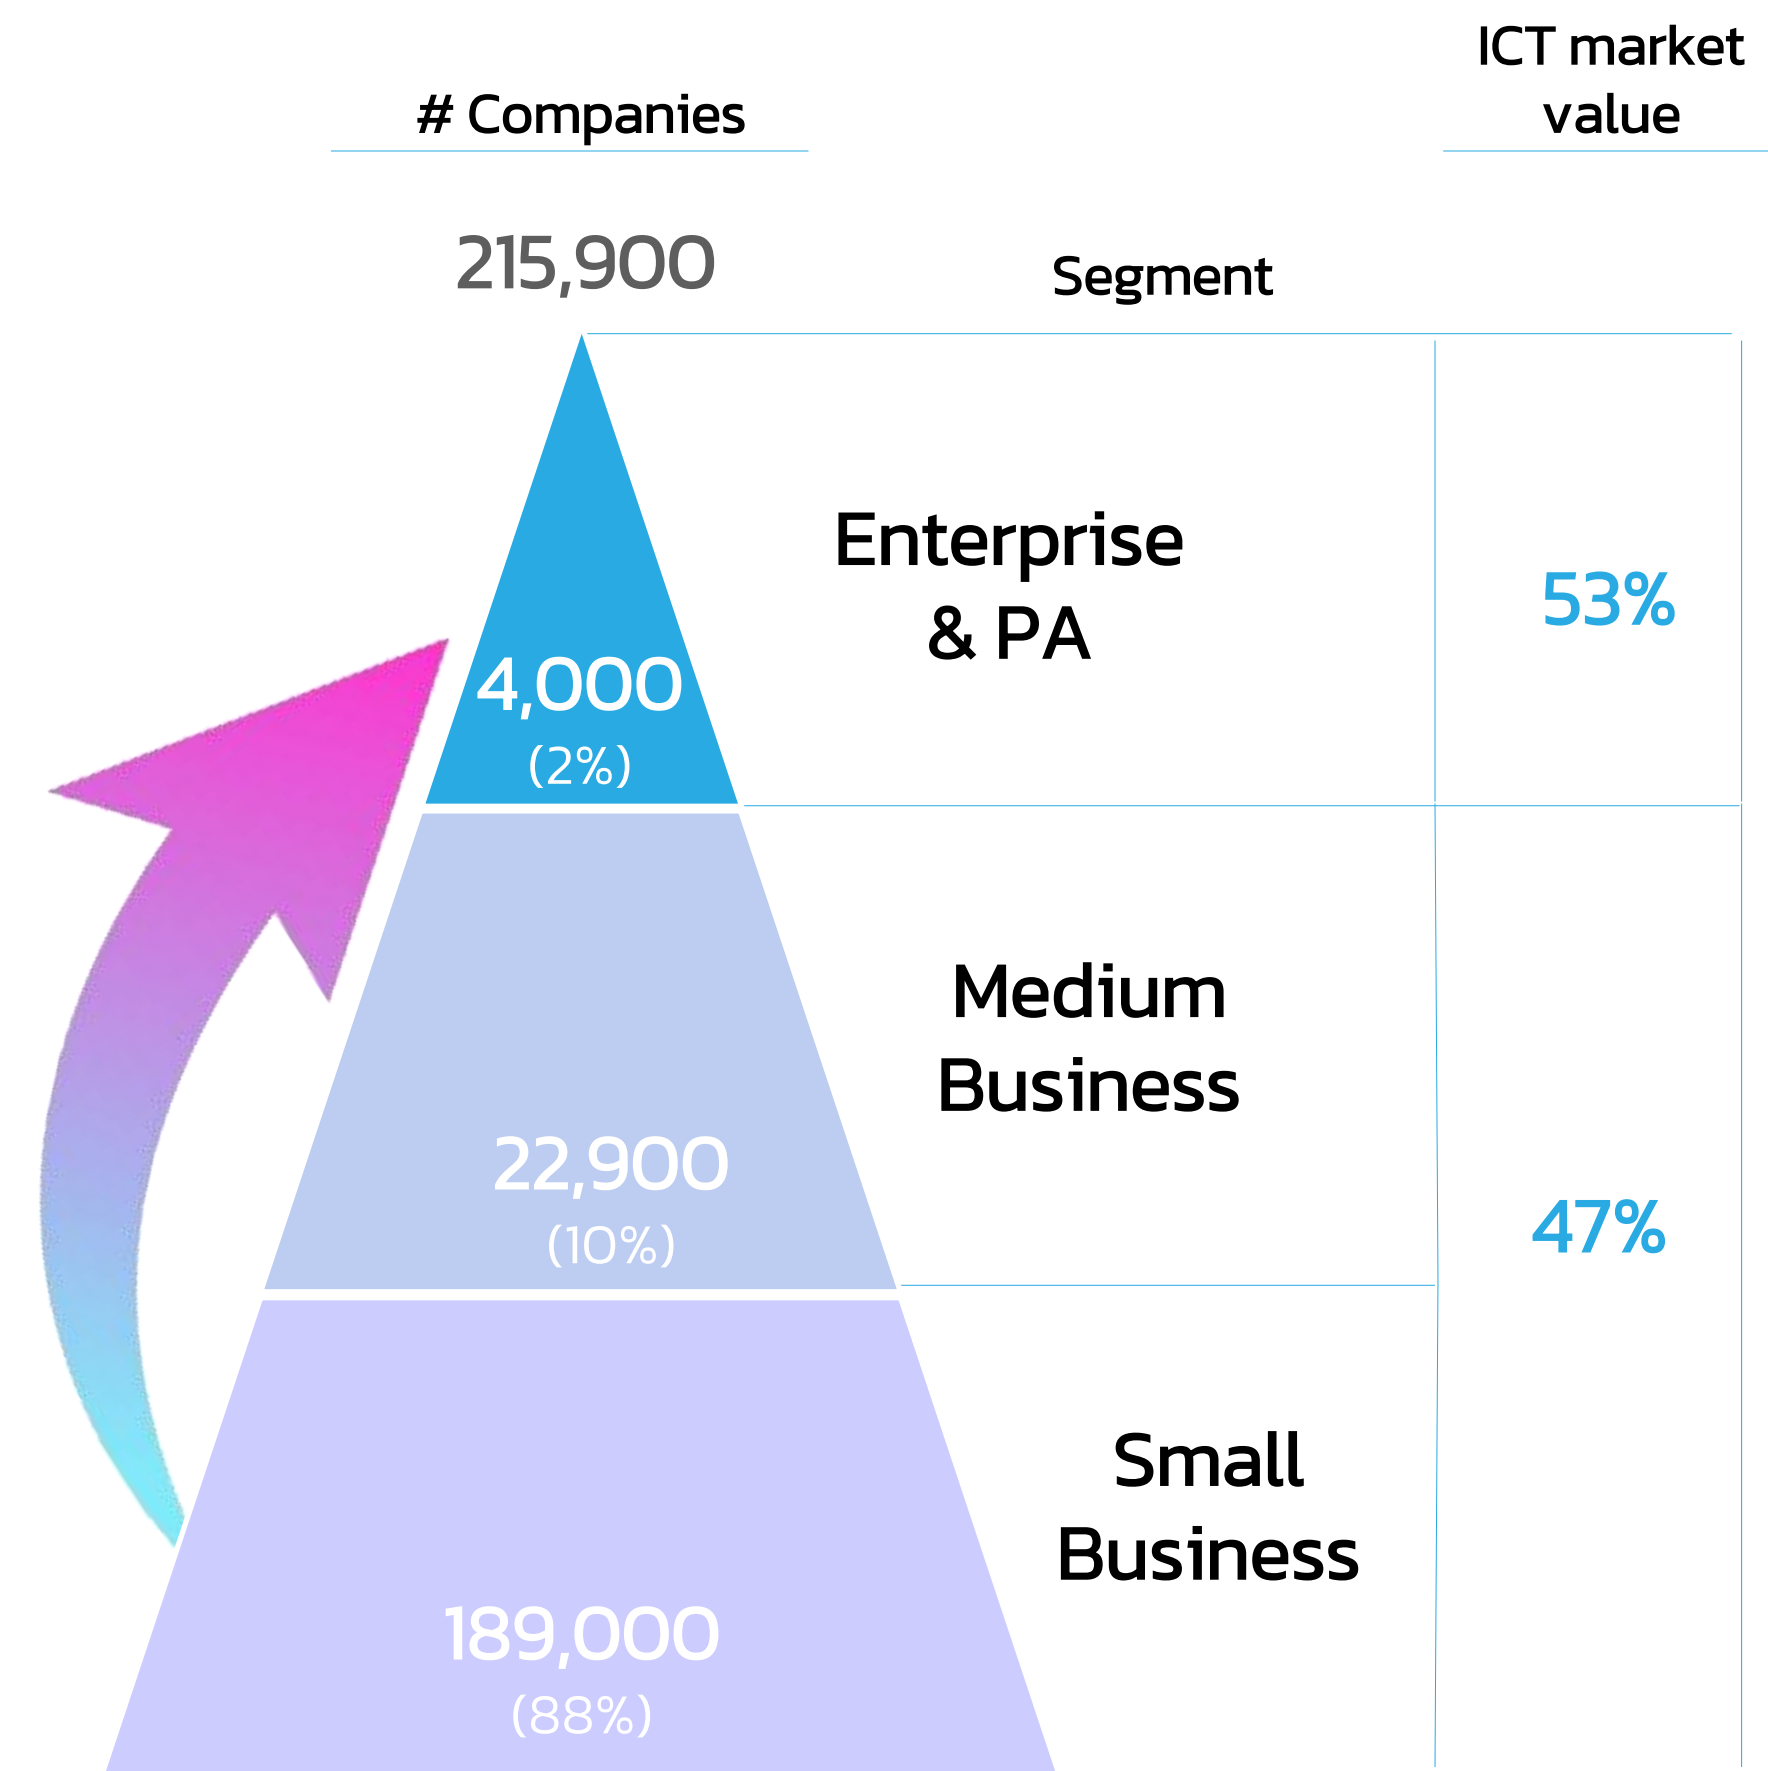 # Companies
ICT market
value
215,900
Segment
Enterprise
& PA
4,000
(2%)
53%
Medium
Business
22,900
(10%)
47%
Small
Business
189,000
(88%)